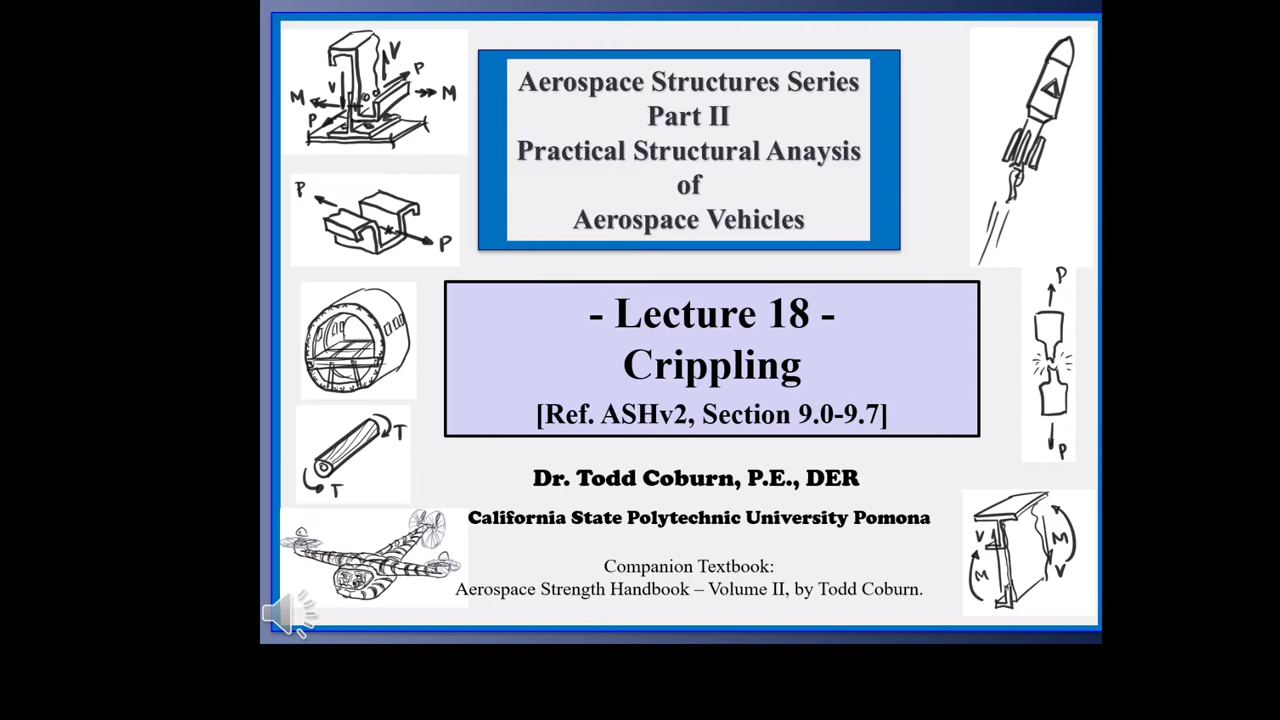 Aerospace Structures Series
Part II
Practical Structural Anaysis
of
Aerospace Vehicles
- Lecture 18 -
Crippling
[Ref. ASHv2, Section 9.0-9.7]
Dr. Todd Coburn, P.E., DER
California State Polytechnic University Pomona
Companion Textbook:
Aerospace Strength Handbook – Volume II, by Todd Coburn.
V
P
V
M
M
P
P
P
T
T
P
P
V
M
M
V